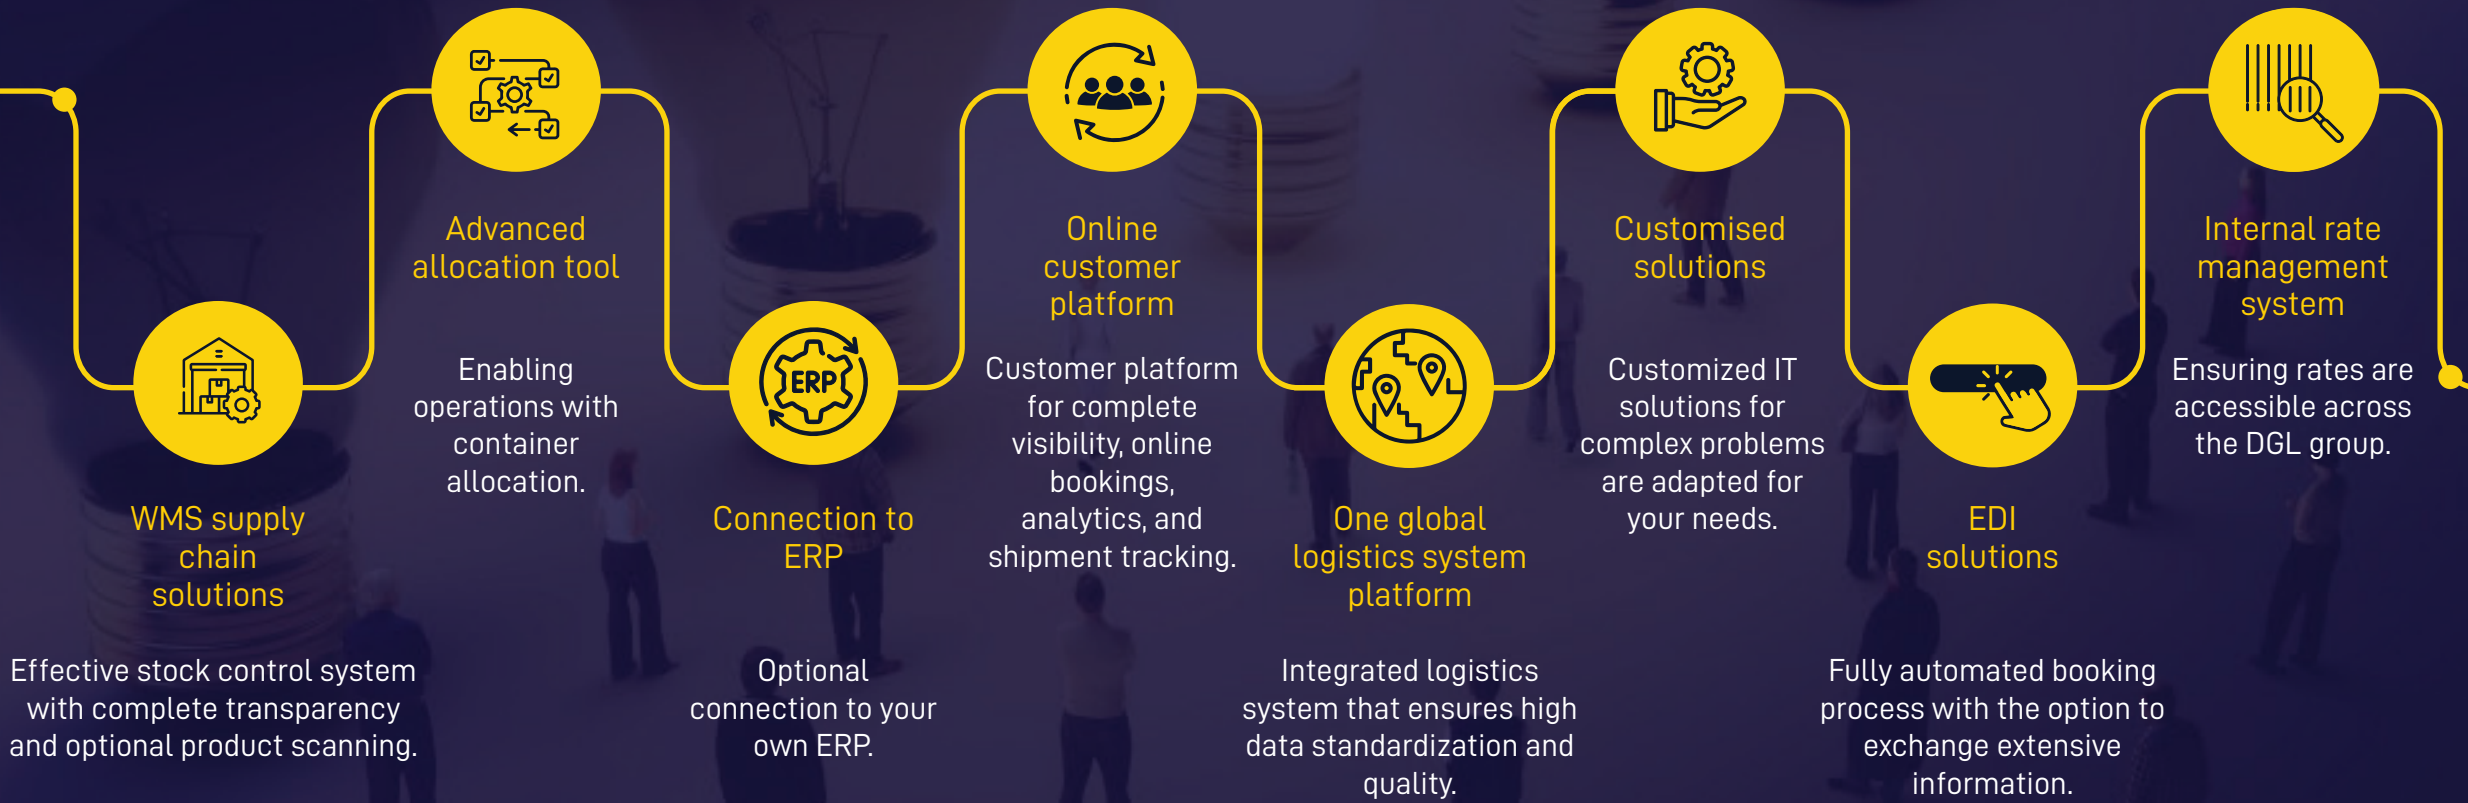 WMS supply
chain
solutions
Effective stock control system
with complete transparency
and optional product scanning.
Advanced
allocation tool
Enabling
operations with
container
allocation.
ERP
Connection to
ERP
Optional
connection to your
own ERP.
Online
customer
platform
Customer platform
for complete
visibility, online
bookings,
analytics, and
shipment tracking.
One global
logistics system
platform
Integrated logistics
system that ensures high
data standardization and
quality.
Customised
solutions
Customized IT
solutions for
complex problems
are adapted for
your needs.
EDI
solutions
Fully automated booking
process with the option to
exchange extensive
information.
Internal rate
management
system
Ensuring rates are
accessible across
the DGL group.